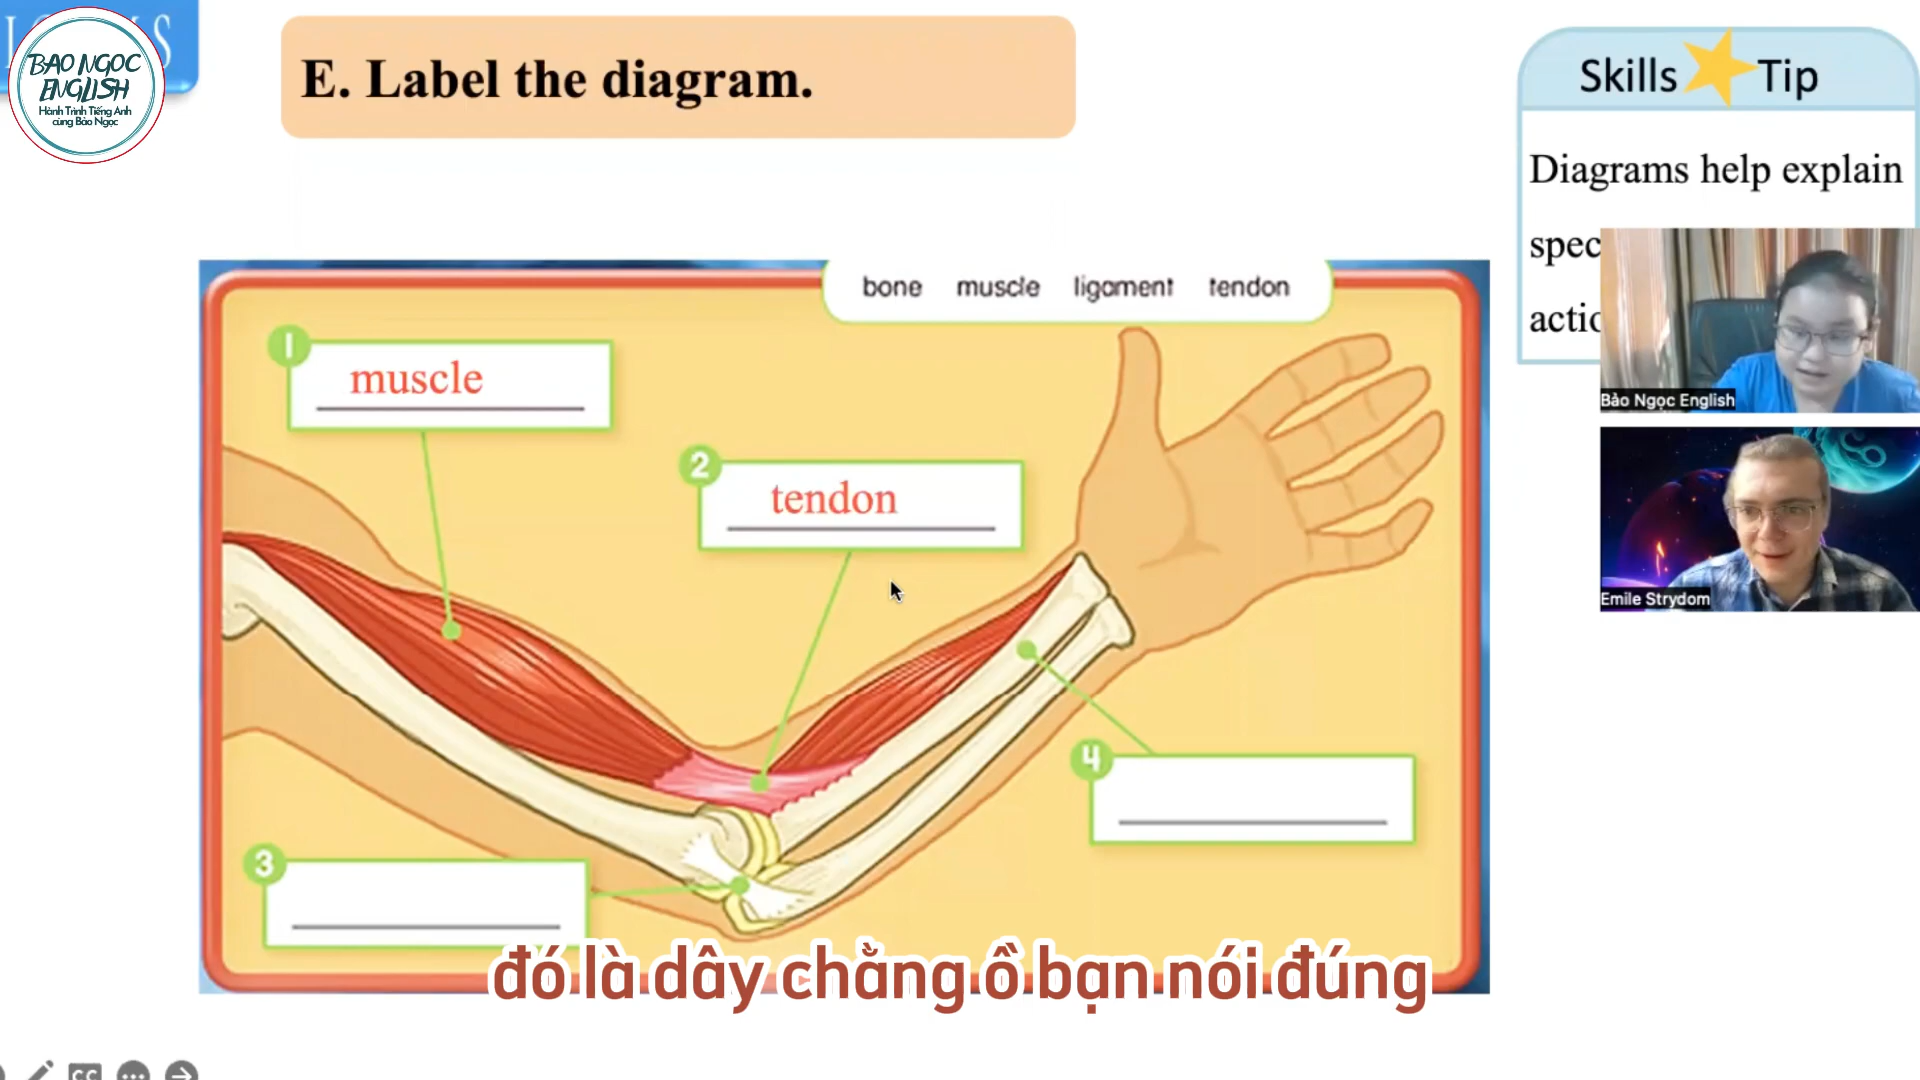 BAO NGOC
ENGLISH
Hành Trình Tiếng Anh
cùng Bảo Ngọc
E. Label the diagram.
Skills Tip
Diagrams help explain
bone muscle ligament tendon
1
muscle
2
tendon
3
4
Bảo Ngọc English
Emile Strydom
đó là dây chằng ồ bạn nói đúng
CC